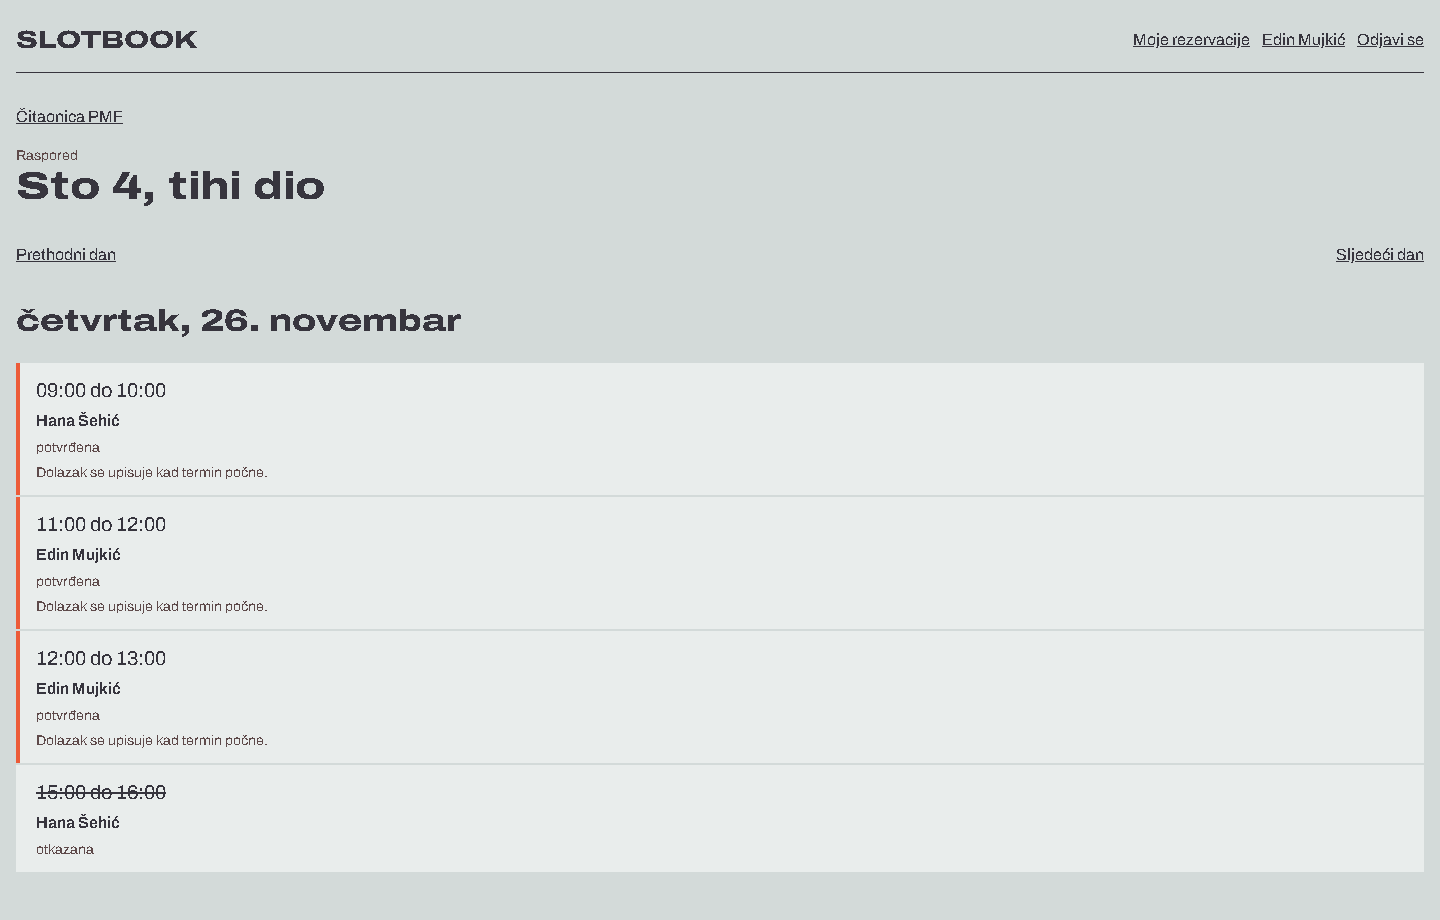 SLOTBOOK
Moje rezervacije Edin Mujkić Odjavi se
Čitaonica PMF
Raspored
Sto 4, tihi dio
Prethodni dan Sljedeći dan
četvrtak, 26. novembar
09:00 do 10:00
Hana Šehić
potvrđena
Dolazak se upisuje kad termin počne.
11:00 do 12:00
Edin Mujkić
potvrđena
Dolazak se upisuje kad termin počne.
12:00 do 13:00
Edin Mujkić
potvrđena
Dolazak se upisuje kad termin počne.
15:00 do 16:00
Hana Šehić
otkazana